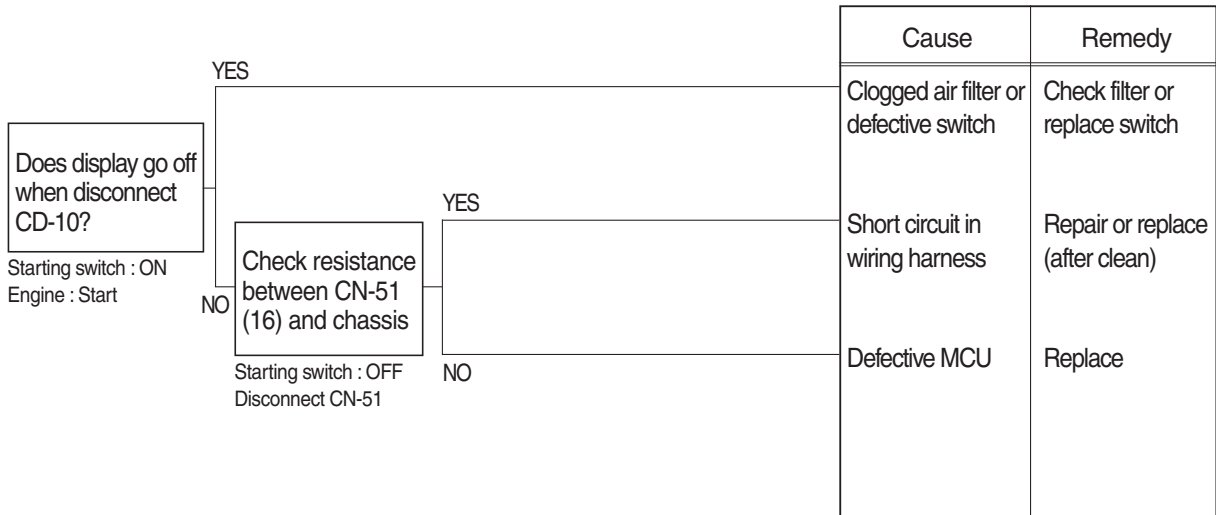 Cause
Remedy
YES
Clogged air filter or
defective switch
Check filter or
replace switch
Does display go off
when disconnect
CD-10?
Starting switch : ON
Engine : Start
NO
YES
Short circuit in
wiring harness
Repair or replace
(after clean)
Check resistance
between CN-51
(16) and chassis
Starting switch : OFF
Disconnect CN-51
NO
Defective MCU
Replace